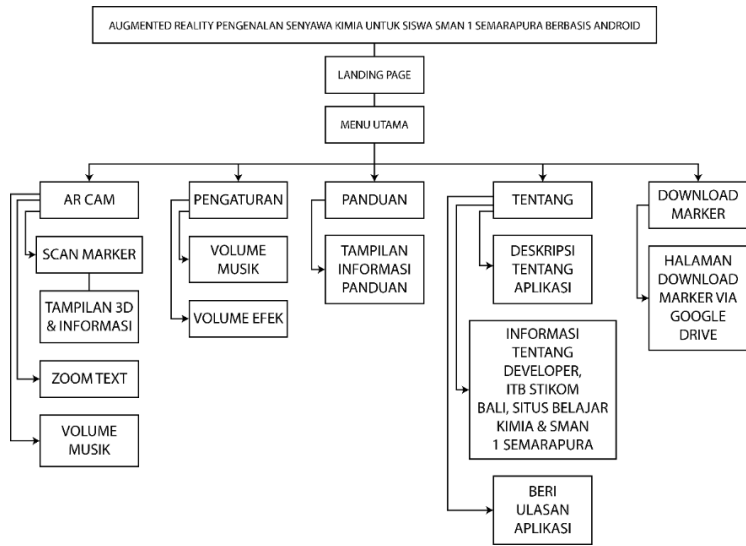 AUGMENTED REALITY PENGENALAN SENYAWA KIMIA UNTUK SISWA SMAN 1 SEMARAPURA BERBASIS ANDROID
LANDING PAGE
MENU UTAMA
AR CAM
SCAN MARKER
TAMPILAN 3D
& INFORMASI
ZOOM TEXT
VOLUME
MUSIK
PENGATURAN
VOLUME
MUSIK
VOLUME EFEK
PANDUAN
TAMPILAN
INFORMASI
PANDUAN
TENTANG
DESKRIPSI
TENTANG
APLIKASI
INFORMASI
TENTANG
DEVELOPER,
ITB STIKOM
BALI, SITUS BELAJAR
KIMIA & SMAN
1 SEMARAPURA
BERI
ULASAN
APLIKASI
DOWNLOAD
MARKER
HALAMAN
DOWNLOAD
MARKER VIA
GOOGLE
DRIVE